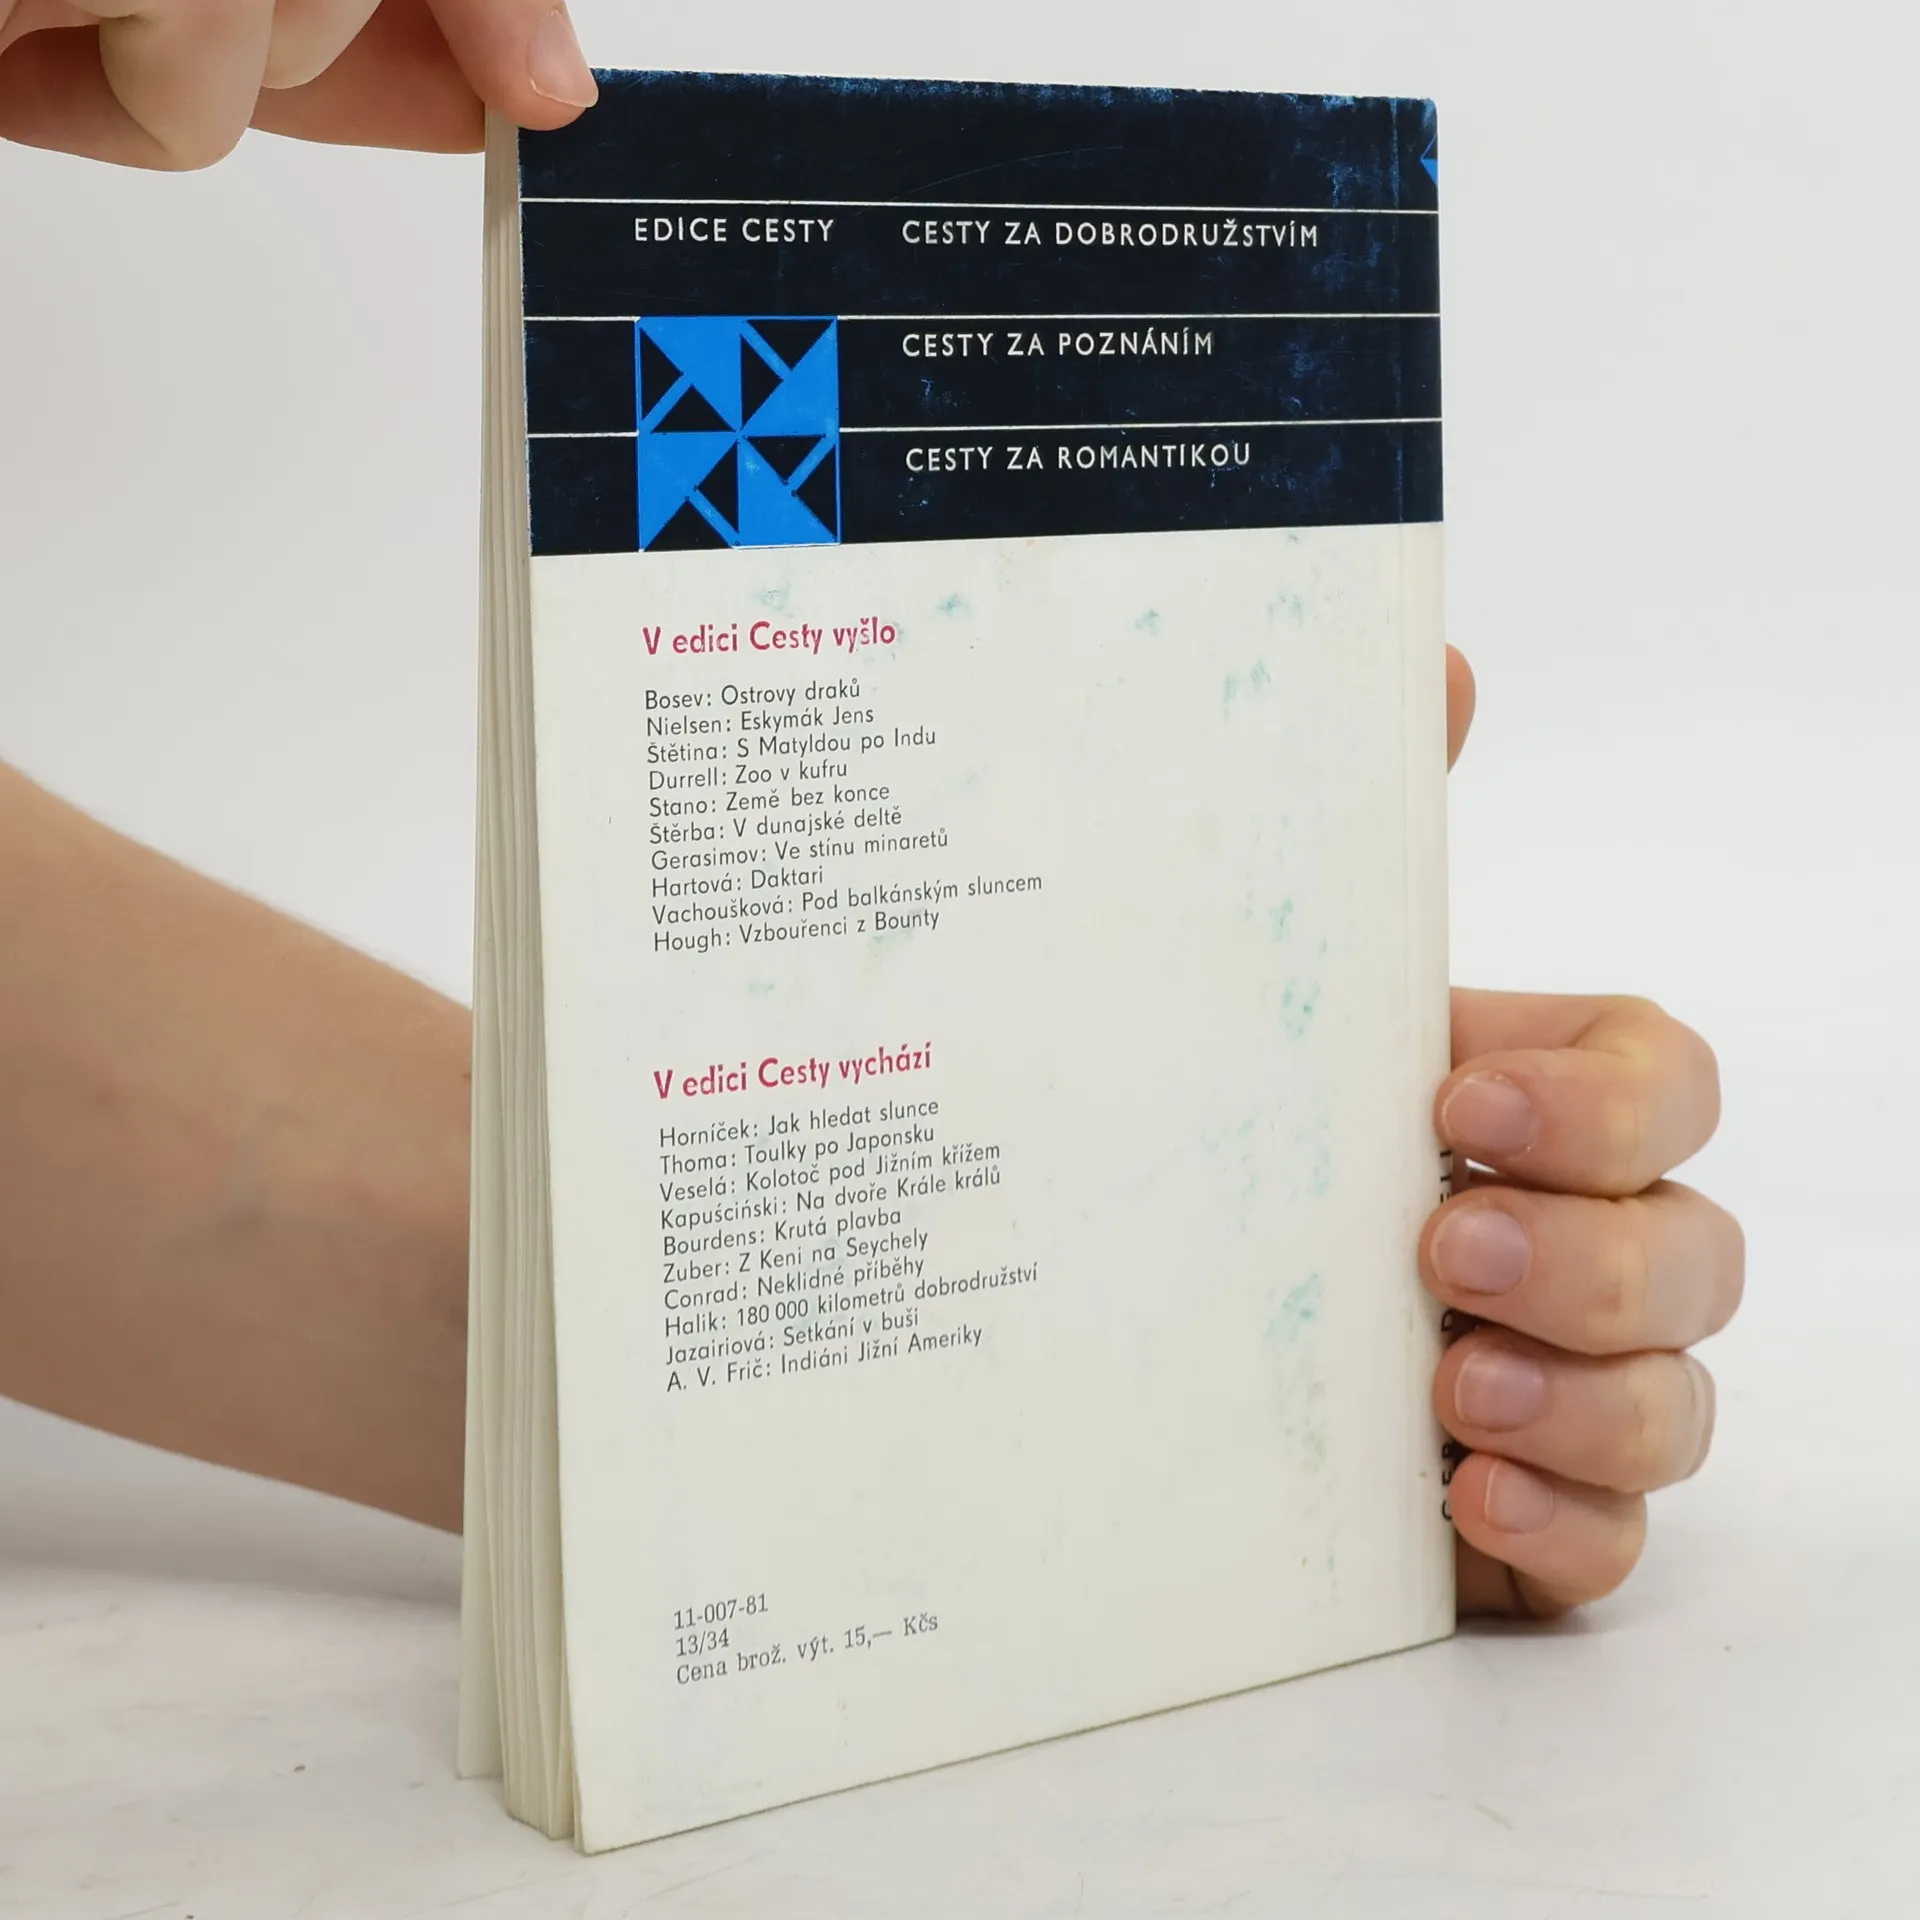 EDICE CESTY
CESTY ZA DOBRODRUŽSTVÍM
CESTY ZA POZNÁNÍM
CESTY ZA ROMANTIKOU
V edici Cesty vyšlo
Bosev: Ostrovy draků
Nielsen: Eskymák Jens
Štětina: S Matyldou po Indu
Durrell: Zoo v kufru
Stano: Země bez konce
Štěrba: V dunajské deltě
Gerasimov: Ve stínu minaretů
Hartová: Daktari
Vachoušková: Pod balkánským sluncem
Hough: Vzbouřenci z Bounty
V edici Cesty vychází
Horníček: Jak hledat slunce
Thoma: Toulky po Japonsku
Veselá: Kolotoč pod Jižním křížem
Kapuściński: Na dvoře Krále králů
Bourdens: Krutá plavba
Zuber: Z Keni na Seychely
Conrad: Neklidné příběhy
Halik: 180 000 kilometrů dobrodružství
Jazairiová: Setkání v buši
A. V. Frič: Indiáni Jižní Ameriky
11-007-81
13/34
Cena brož. výt. 15,— Kčs